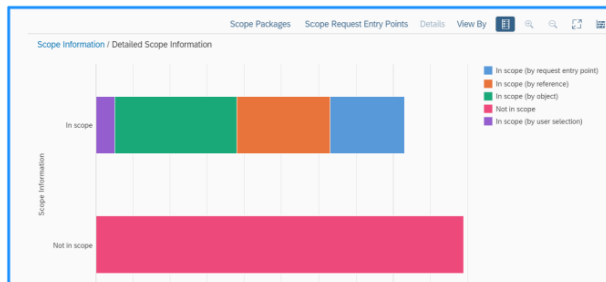 Scope Packages Scope Request Entry Points Details View By
Scope Information / Detailed Scope Information
In scope (by request entry point)
In scope (by reference)
In scope (by object)
Not in scope
In scope (by user selection)
Scope Information
In scope
Not in scope